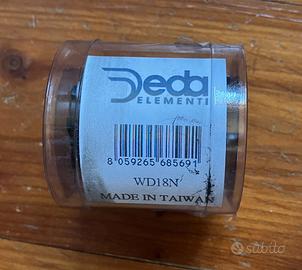 Deda
ELEMENTI
8 059265 685691
WD18N
MADE IN TAIWAN
subito